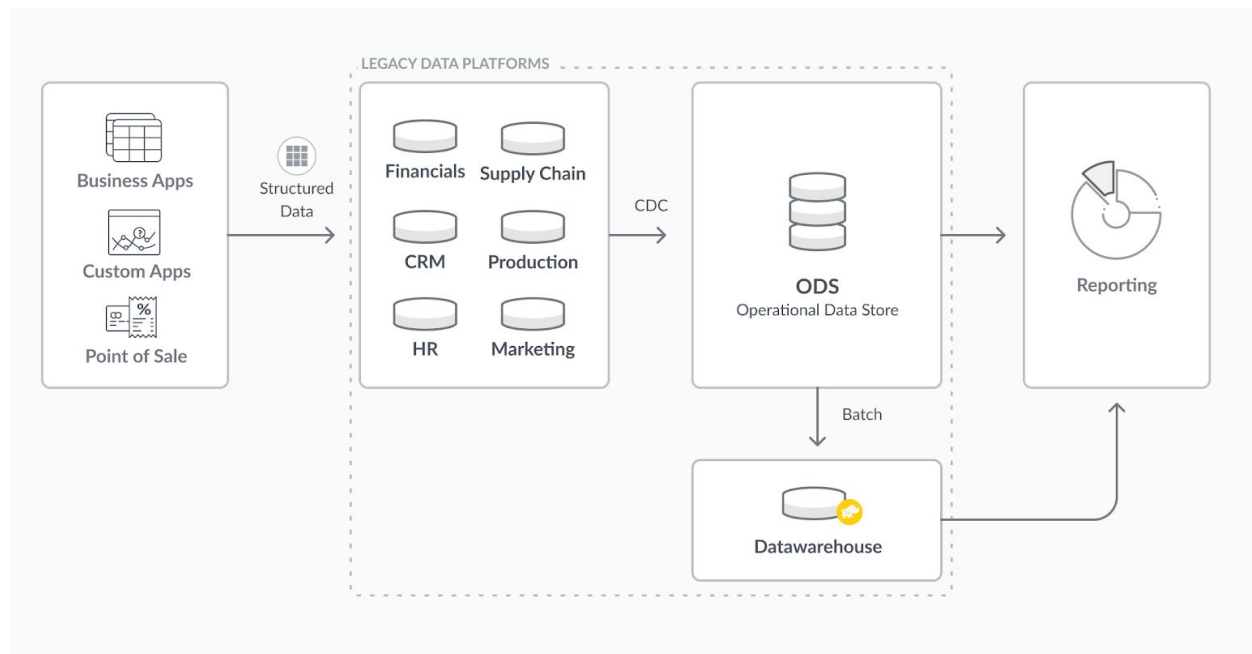 LEGACY DATA PLATFORMS
Business Apps
Custom Apps
%
Point of Sale
Structured
Data
Financials
Supply Chain
CRM
Production
HR
Marketing
CDC
ODS
Operational Data Store
Batch
Datawarehouse
Reporting